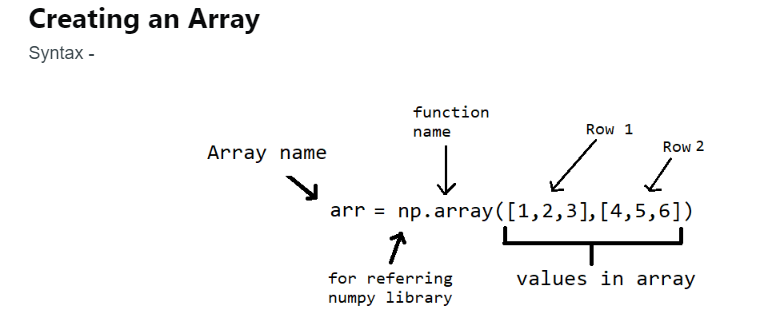 Creating an Array
Syntax -
function
name
Row 1
Row 2
Array name
arr = np.array([1,2,3],[4,5,6])
for referring
numpy library
values in array